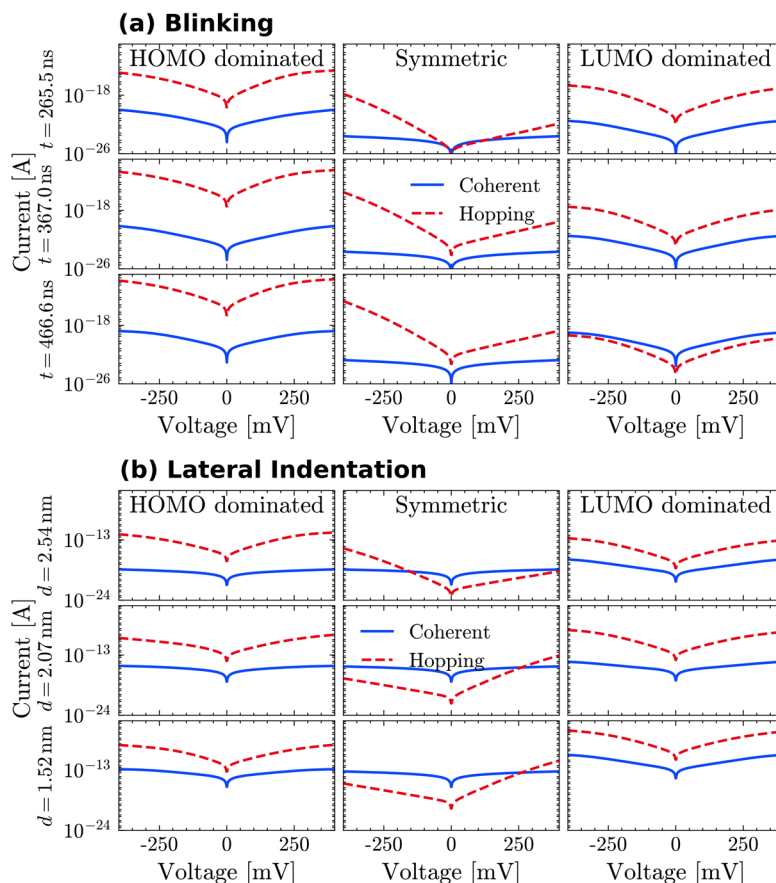 (a) Blinking
HOMO dominated
Symmetric
LUMO dominated
Current [A]
t = 265.5 ns
10⁻¹⁸
10⁻²⁶
t = 367.0 ns
10⁻¹⁸
10⁻²⁶
Coherent
Hopping
t = 466.6 ns
10⁻¹⁸
10⁻²⁶
-250 0 250
-250 0 250
-250 0 250
Voltage [mV]
Voltage [mV]
Voltage [mV]
(b) Lateral Indentation
HOMO dominated
Symmetric
LUMO dominated
Current [A]
d = 2.54 nm
10⁻¹³
10⁻²⁴
d = 2.07 nm
10⁻¹³
10⁻²⁴
Coherent
Hopping
d = 1.52 nm
10⁻¹³
10⁻²⁴
-250 0 250
-250 0 250
-250 0 250
Voltage [mV]
Voltage [mV]
Voltage [mV]